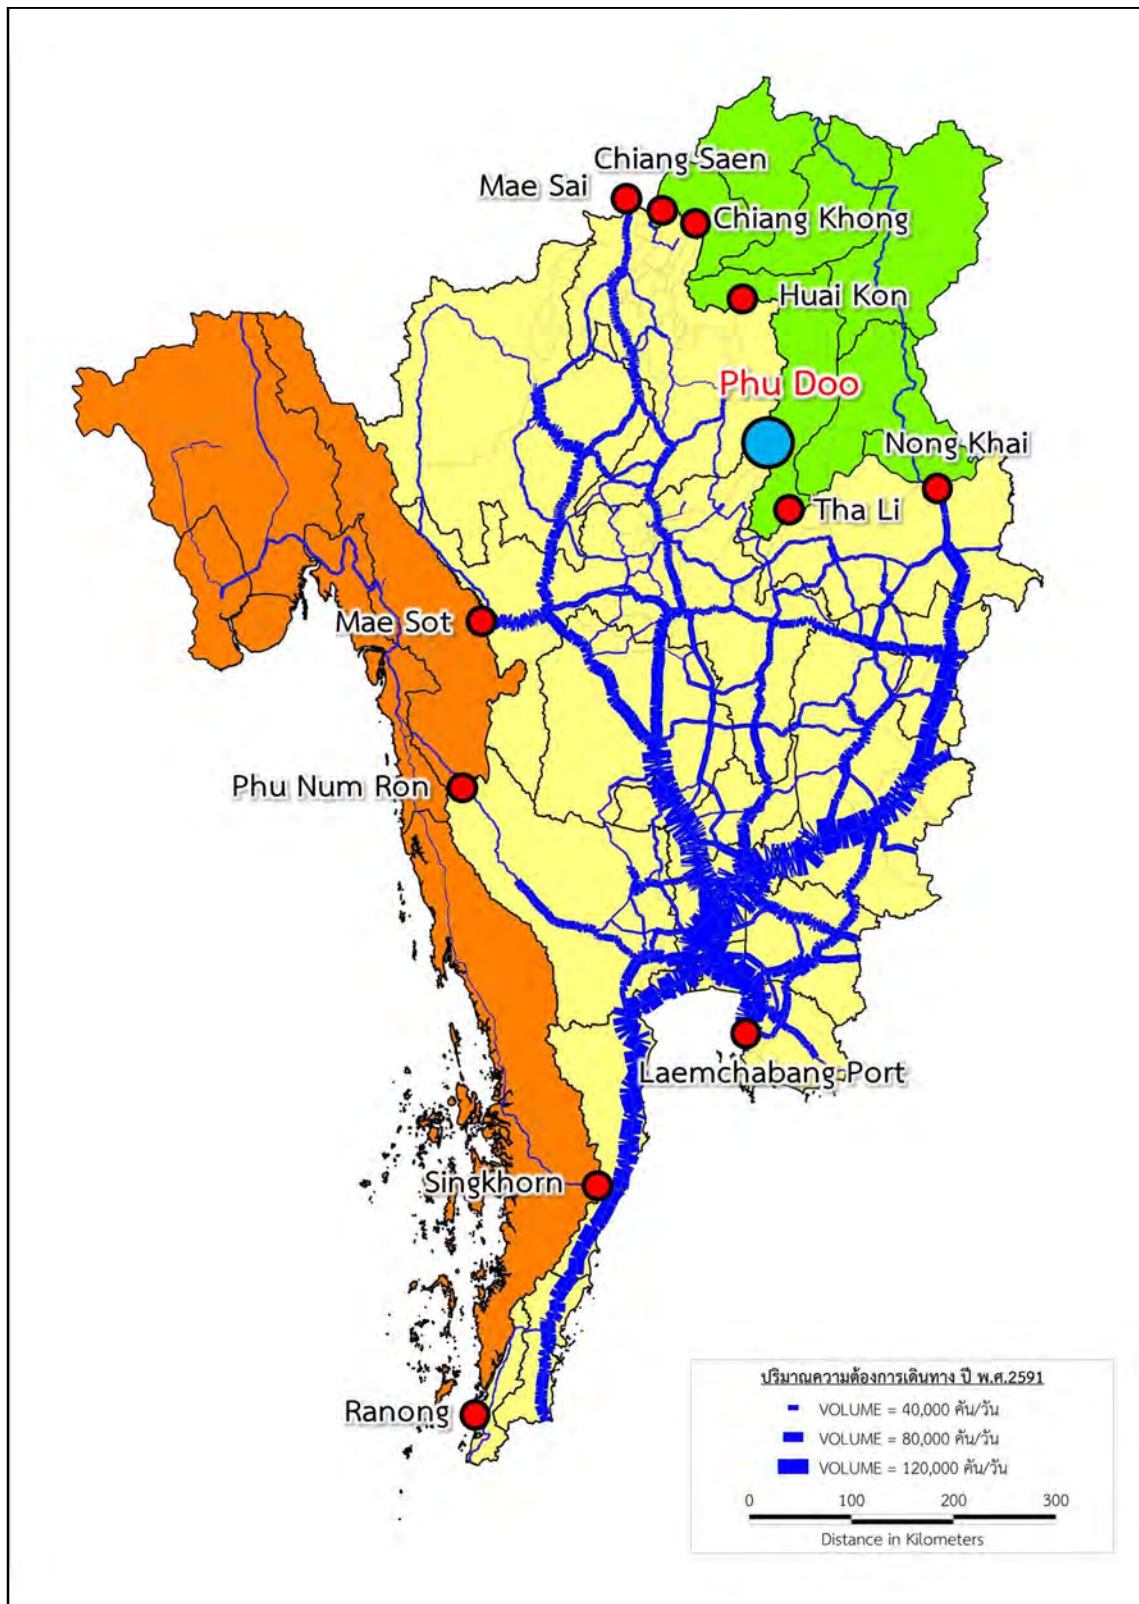 Chiang Saen
Mae Sai
Chiang Khong
Huai Kon
Phu Doo
Nong Khai
Tha Li
Mae Sot
Phu Num Ron
Laemchabang Port
Singkhorn
Ranong
ปริมาณความต้องการเดินทาง ปี พ.ศ.2591
VOLUME = 40,000 คัน/วัน
VOLUME = 80,000 คัน/วัน
VOLUME = 120,000 คัน/วัน
0 100 200 300
Distance in Kilometers